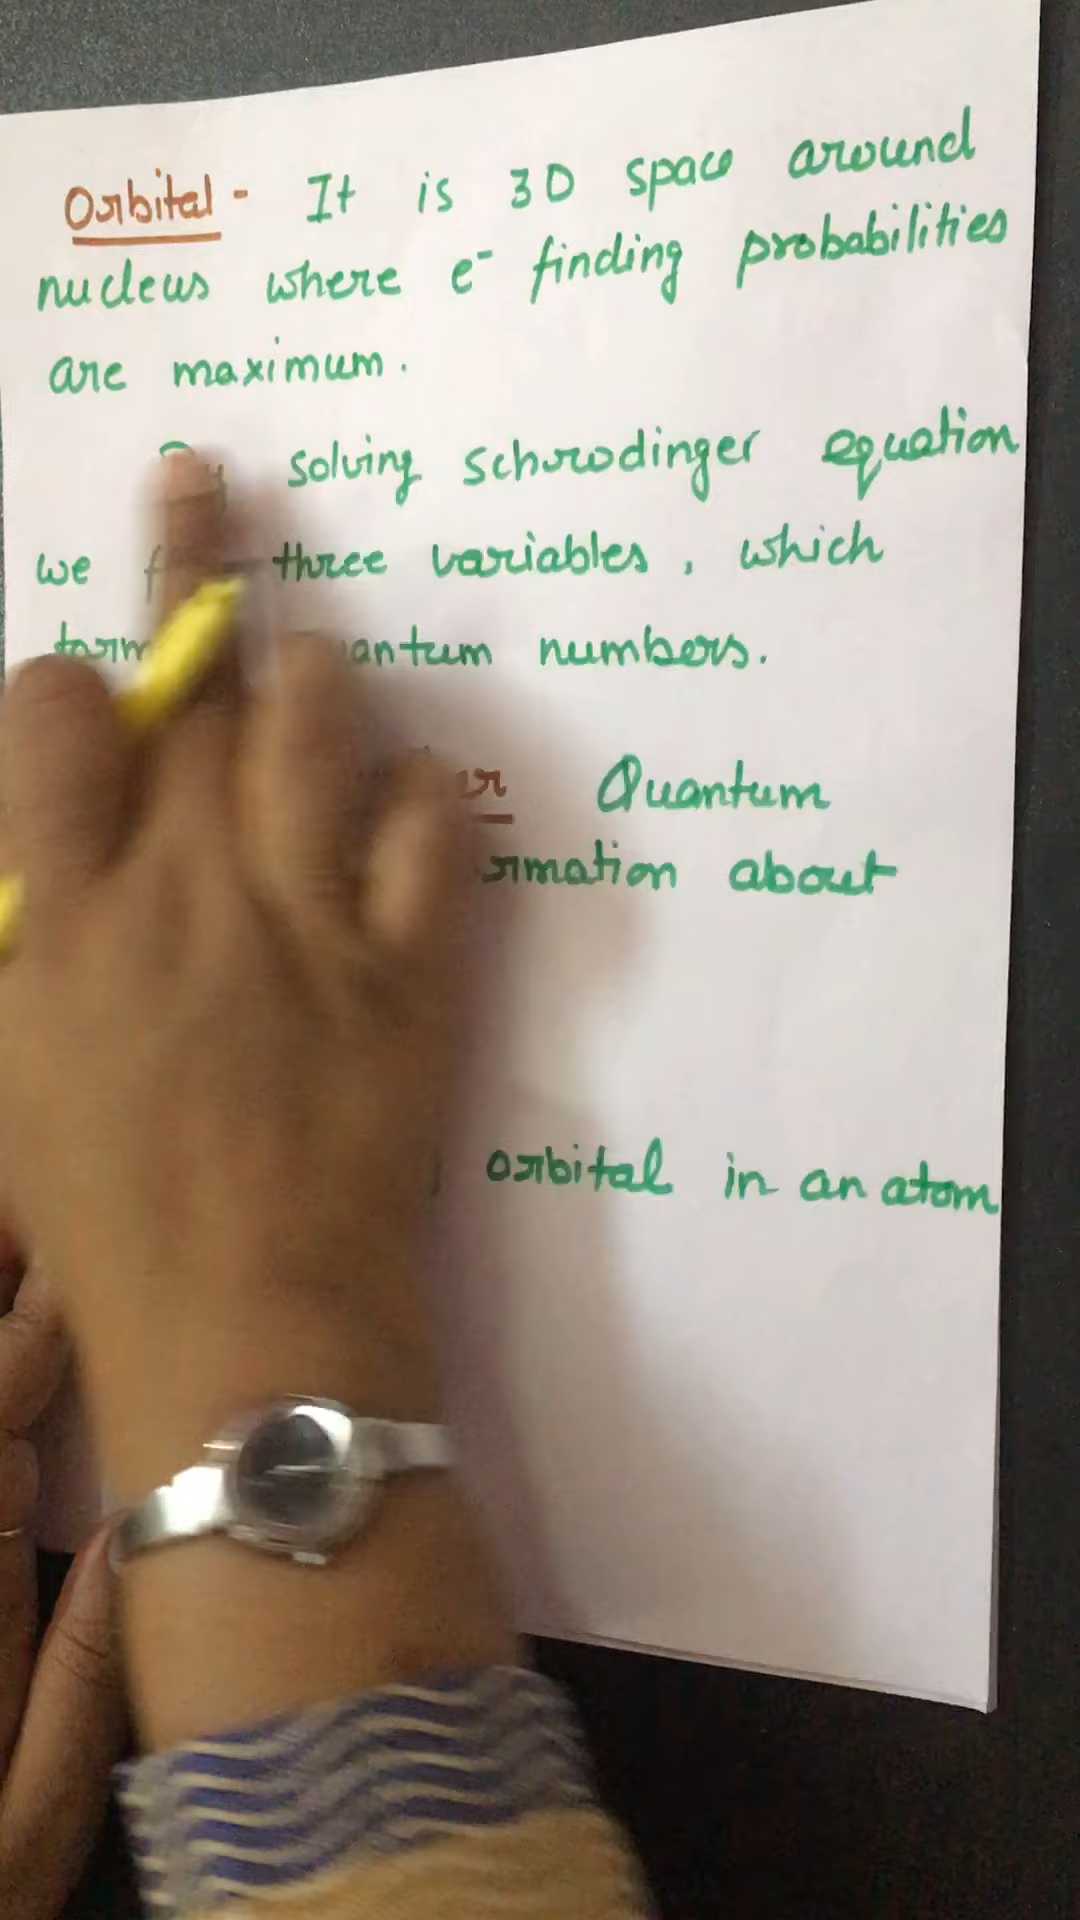 Orbital - It is 3D space around
nucleus where e⁻ finding probabilities
are maximum.
By solving schrodinger equation
we three variables, which
numbers.
Quantum
about
orbital in an atom